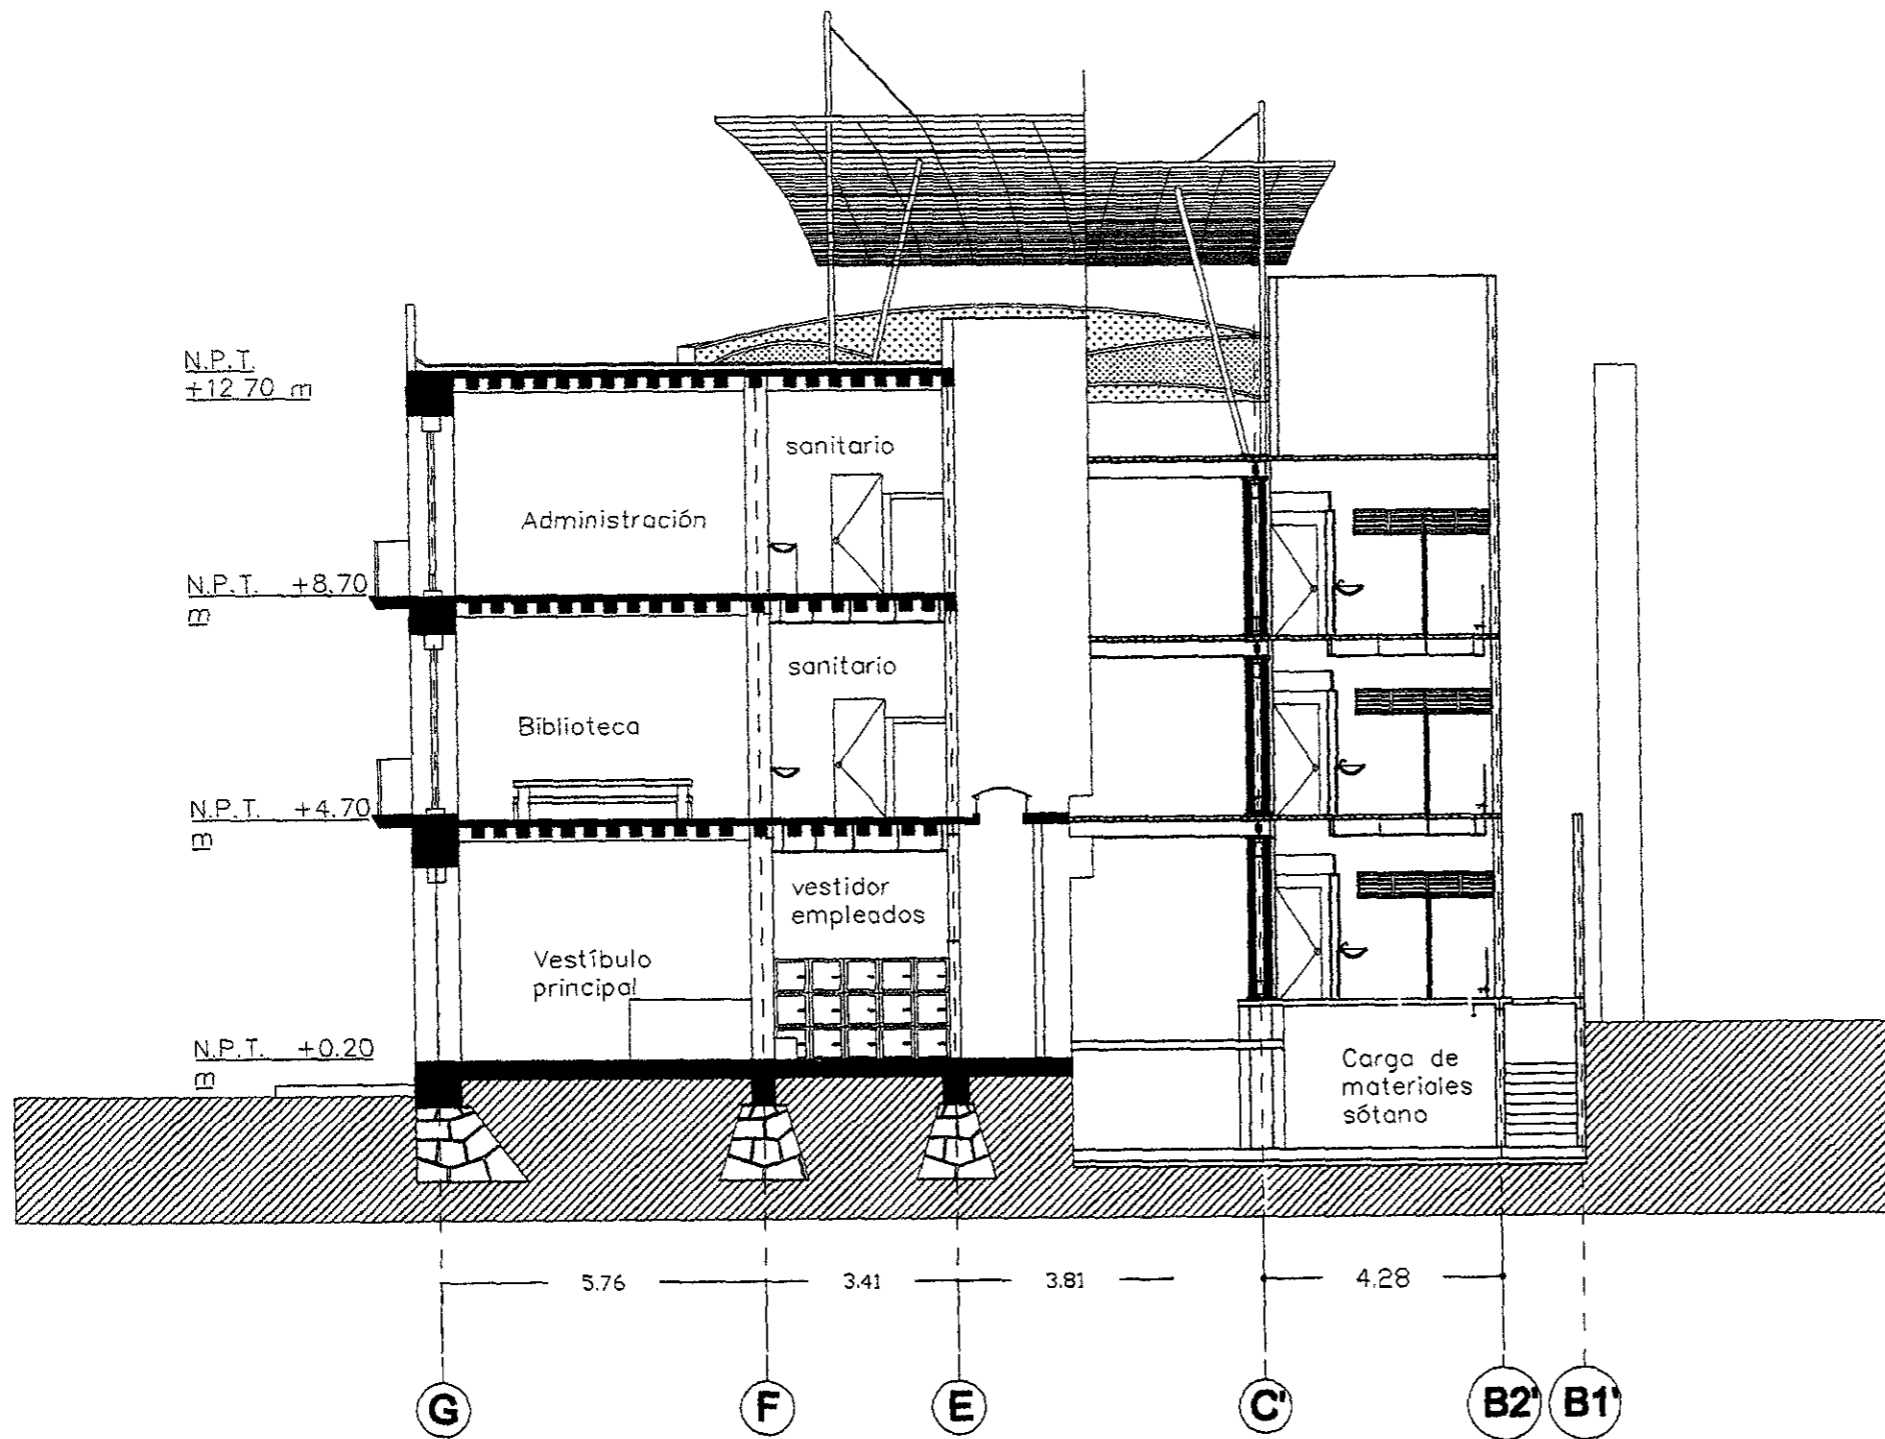 N.P.T.
+12.70 m
sanitario
Administración
N.P.T. +8.70
m
sanitario
Biblioteca
N.P.T. +4.70
m
vestidor
empleados
Vestíbulo
principal
N.P.T. +0.20
m
Carga de
materiales
sótano
5.76 3.41 3.81 4.28
G F E C' B2' B1'